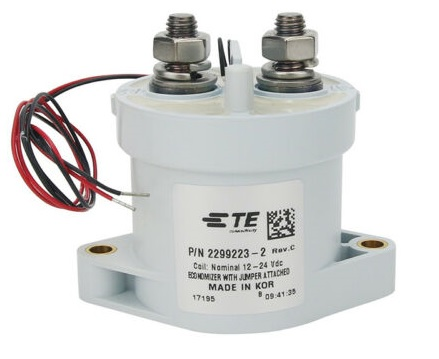 TE
P/N 2299223-2 Rev.C
Coil: Nominal 12-24 Vdc
ECONOMIZER WITH JUMPER ATTACHED
MADE IN KOR
17195 8 09:41:35